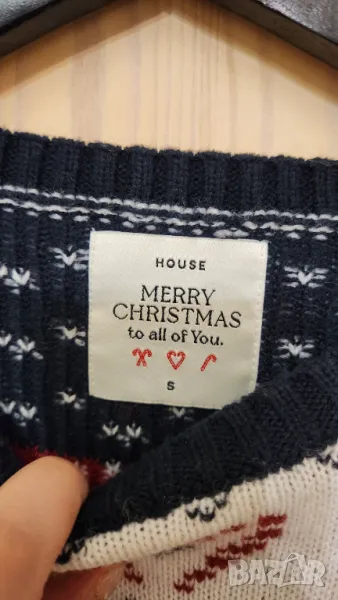 HOUSE
MERRY
CHRISTMAS
to all of You.
S
BAZAR